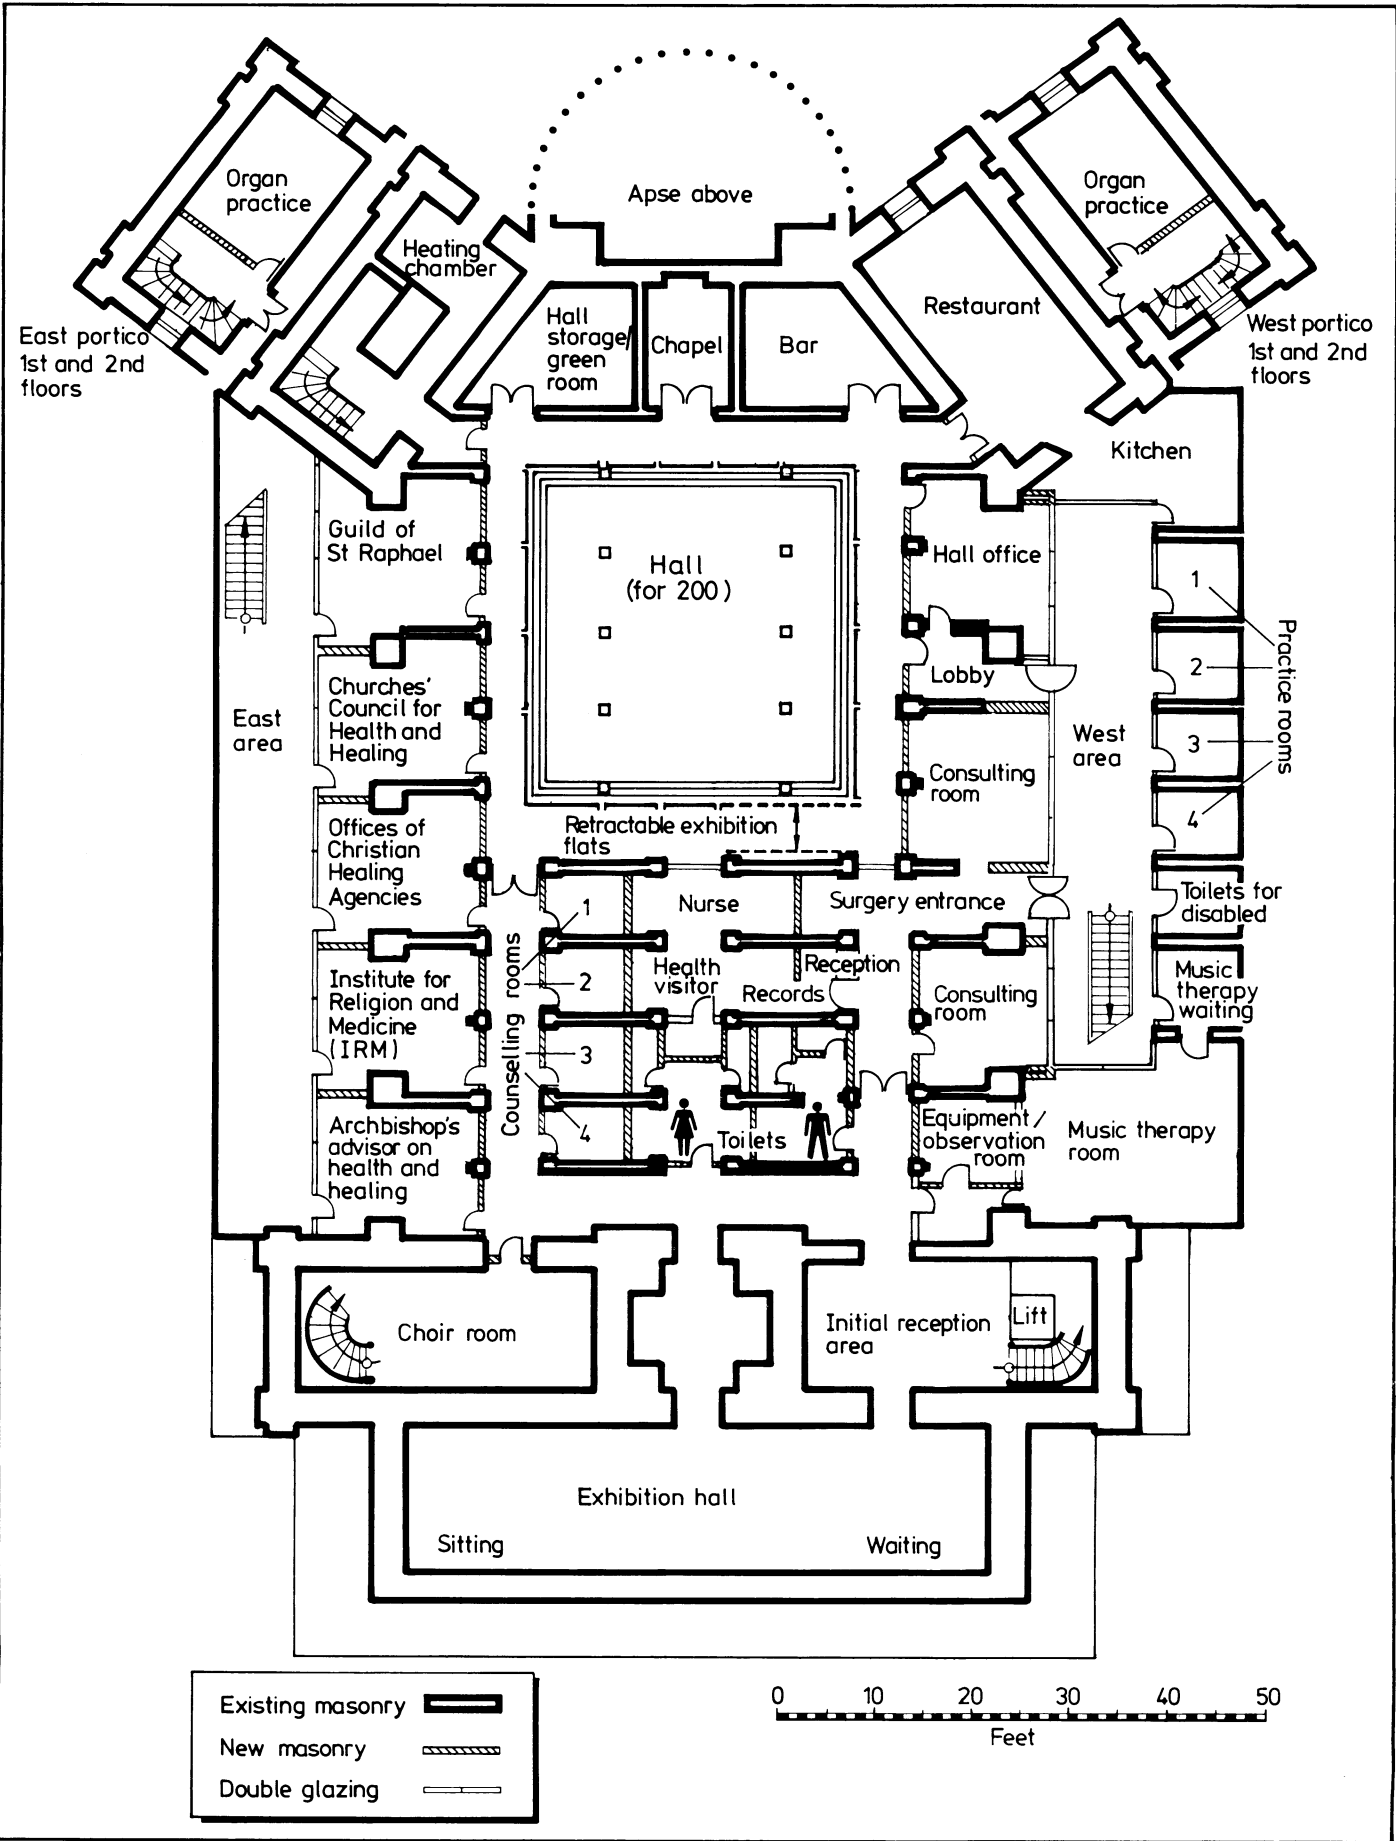 Organ
practice
Apse above
Organ
practice
Heating
chamber
East portico
1st and 2nd
floors
Hall
storage/
green
room
Chapel
Bar
Restaurant
West portico
1st and 2nd
floors
Kitchen
Guild of
St Raphael
Hall
(for 200)
Hall office
1
2
3
4
Practice rooms
Lobby
Churches'
Council for
Health and
Healing
East
area
West
area
Consulting
room
Offices of
Christian
Healing
Agencies
Retractable exhibition
flats
Nurse
Surgery entrance
Toilets for
disabled
Counselling rooms
1
2
3
4
Health
visitor
Reception
Records
Consulting
room
Music
therapy
waiting
Institute for
Religion and
Medicine
(IRM)
Archbishop's
advisor on
health and
healing
Toilets
Equipment/
observation
room
Music therapy
room
Choir room
Initial reception
area
Lift
Exhibition hall
Sitting
Waiting
Existing masonry
New masonry
Double glazing
0 10 20 30 40 50
Feet